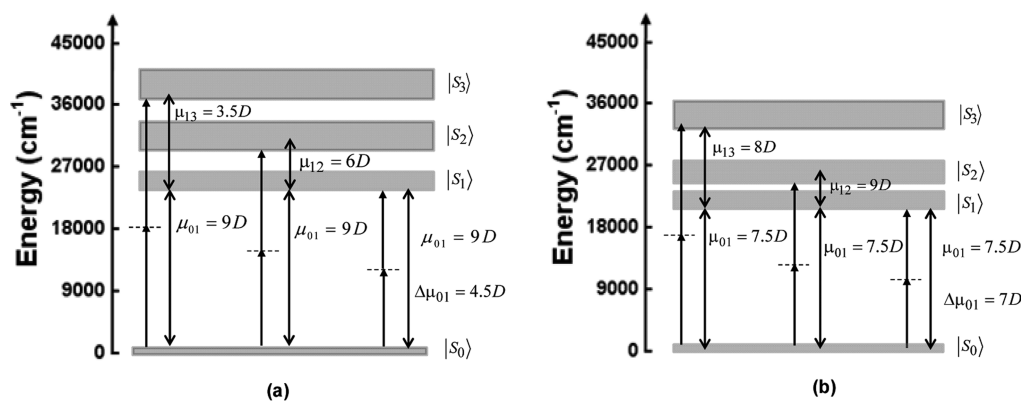 Energy (cm⁻¹)
45000
36000
27000
18000
9000
0
|S₃⟩
μ₁₃ = 3.5D
|S₂⟩
μ₁₂ = 6D
|S₁⟩
μ₀₁ = 9D
μ₀₁ = 9D
μ₀₁ = 9D
Δμ₀₁ = 4.5D
|S₀⟩
(a)
Energy (cm⁻¹)
45000
36000
27000
18000
9000
0
|S₃⟩
μ₁₃ = 8D
|S₂⟩
μ₁₂ = 9D
|S₁⟩
μ₀₁ = 7.5D
μ₀₁ = 7.5D
μ₀₁ = 7.5D
Δμ₀₁ = 7D
|S₀⟩
(b)